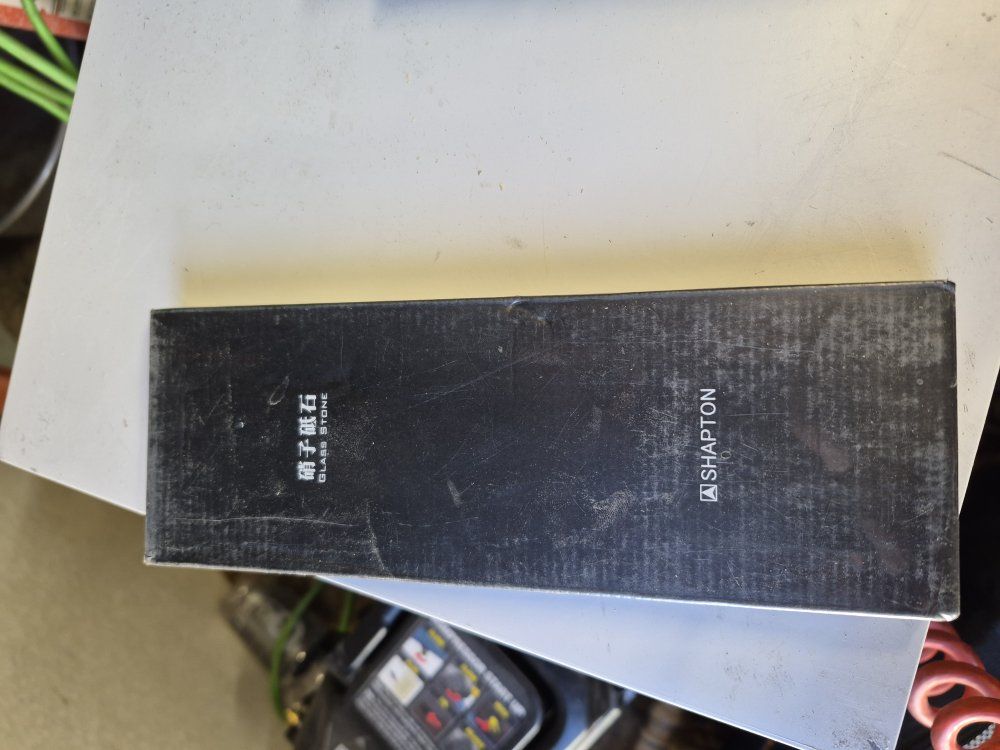 硝子砥石
GLASS STONE
SHAPTON